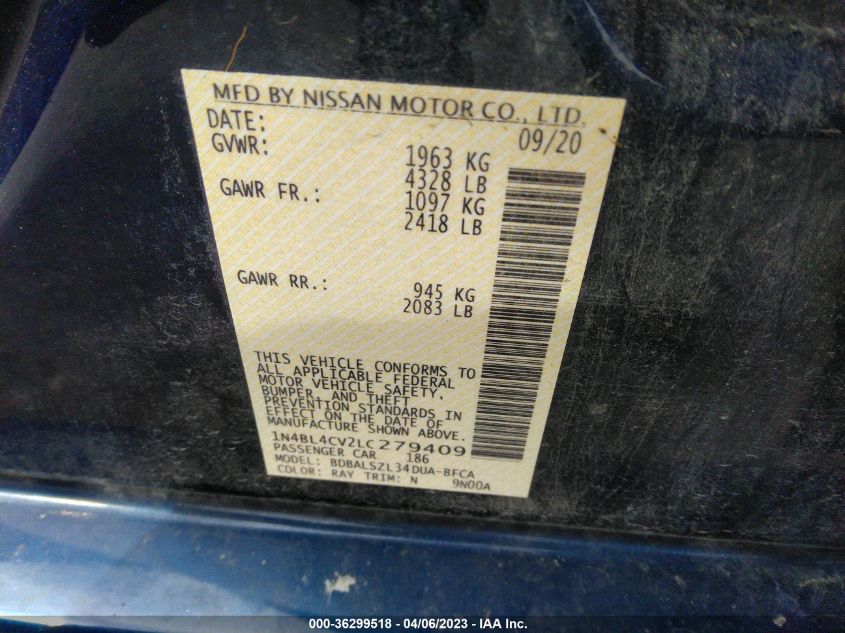 MFD BY NISSAN MOTOR CO., LTD.
DATE: 09/20
GVWR: 1963 KG
4328 LB
GAWR FR.: 1097 KG
2418 LB
GAWR RR.: 945 KG
2083 LB
THIS VEHICLE CONFORMS TO
ALL APPLICABLE FEDERAL
MOTOR VEHICLE SAFETY,
BUMPER, AND THEFT
PREVENTION STANDARDS IN
EFFECT ON THE DATE OF
MANUFACTURE SHOWN ABOVE.
1N4BL4CV2LC279409
PASSENGER CAR 186
MODEL: BDBALSZL34DUA-BFCA
COLOR: RAY TRIM: N 9N00A
000-36299518 - 04/06/2023 - IAA Inc.